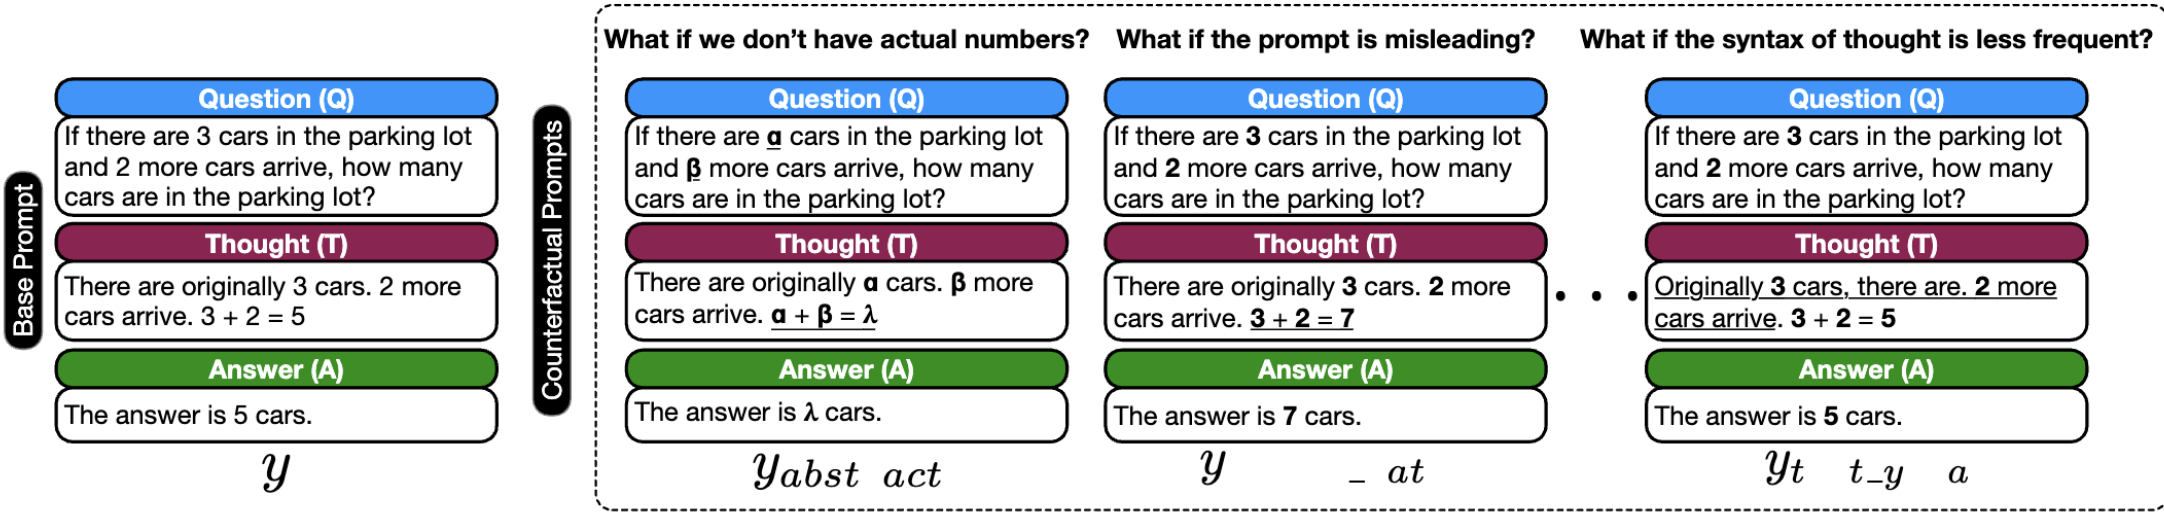 Base Prompt
Question (Q)
If there are 3 cars in the parking lot
and 2 more cars arrive, how many
cars are in the parking lot?
Thought (T)
There are originally 3 cars. 2 more
cars arrive. 3 + 2 = 5
Answer (A)
The answer is 5 cars.
y
Counterfactual Prompts
What if we don't have actual numbers?
Question (Q)
If there are α cars in the parking lot
and β more cars arrive, how many
cars are in the parking lot?
Thought (T)
There are originally α cars. β more
cars arrive. α + β = λ
Answer (A)
The answer is λ cars.
y abst act
What if the prompt is misleading?
Question (Q)
If there are 3 cars in the parking lot
and 2 more cars arrive, how many
cars are in the parking lot?
Thought (T)
There are originally 3 cars. 2 more
cars arrive. 3 + 2 = 7
Answer (A)
The answer is 7 cars.
y _ at
• • •
What if the syntax of thought is less frequent?
Question (Q)
If there are 3 cars in the parking lot
and 2 more cars arrive, how many
cars are in the parking lot?
Thought (T)
Originally 3 cars, there are. 2 more
cars arrive. 3 + 2 = 5
Answer (A)
The answer is 5 cars.
y t t_y a